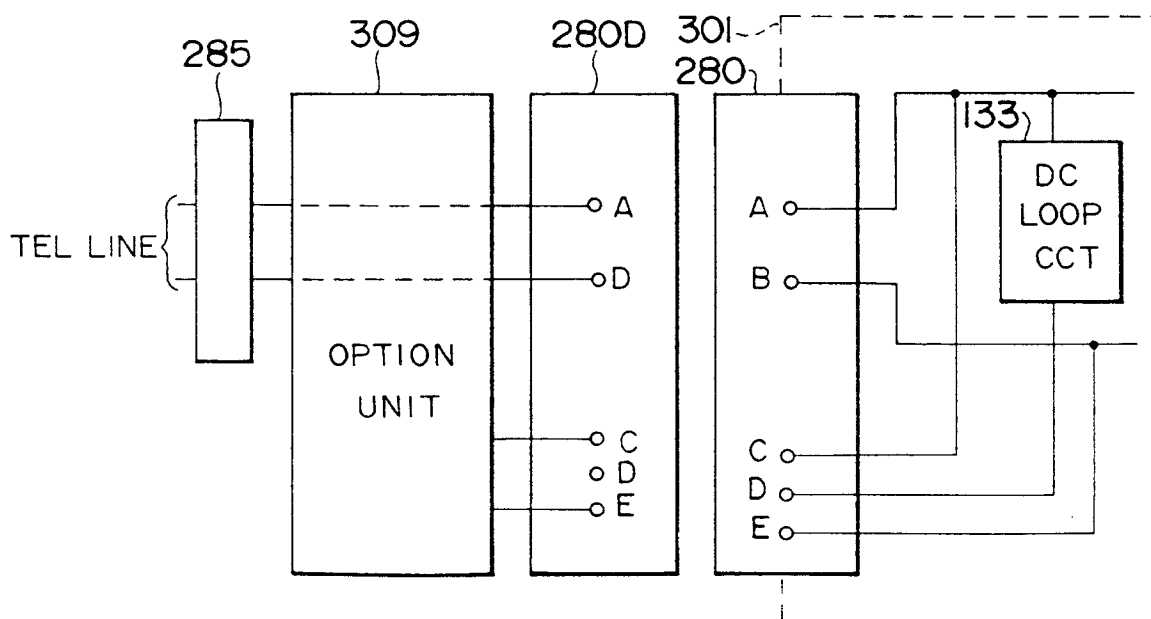 285
309
280D
301
280
133
DC
LOOP
CCT
TEL LINE
A
D
OPTION
UNIT
C
D
E
A
B
C
D
E